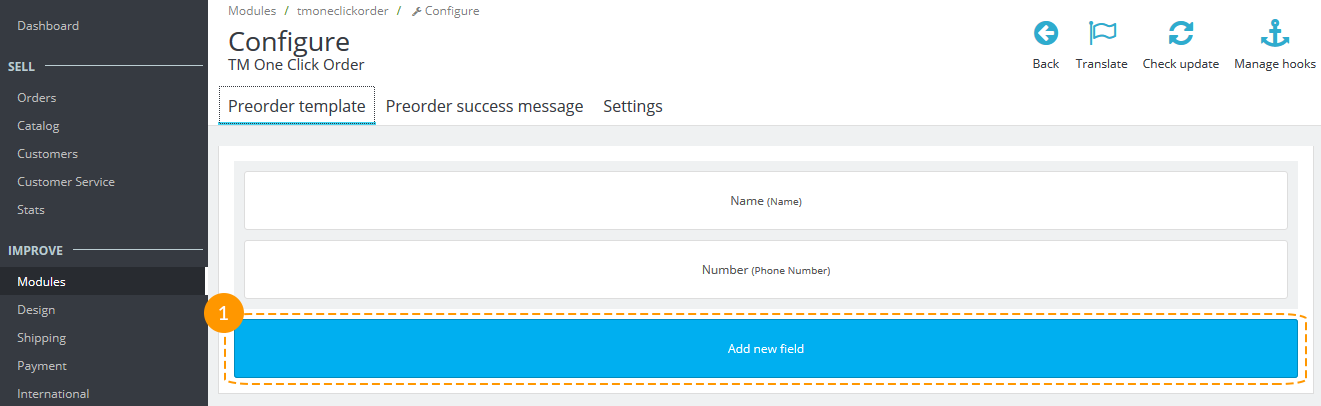 Dashboard
SELL
Orders
Catalog
Customers
Customer Service
Stats
IMPROVE
Modules
Design
Shipping
Payment
International
Modules / tmoneclickorder / Configure
Configure
TM One Click Order
Back
Translate
Check update
Manage hooks
Preorder template
Preorder success message
Settings
Name (Name)
Number (Phone Number)
1
Add new field